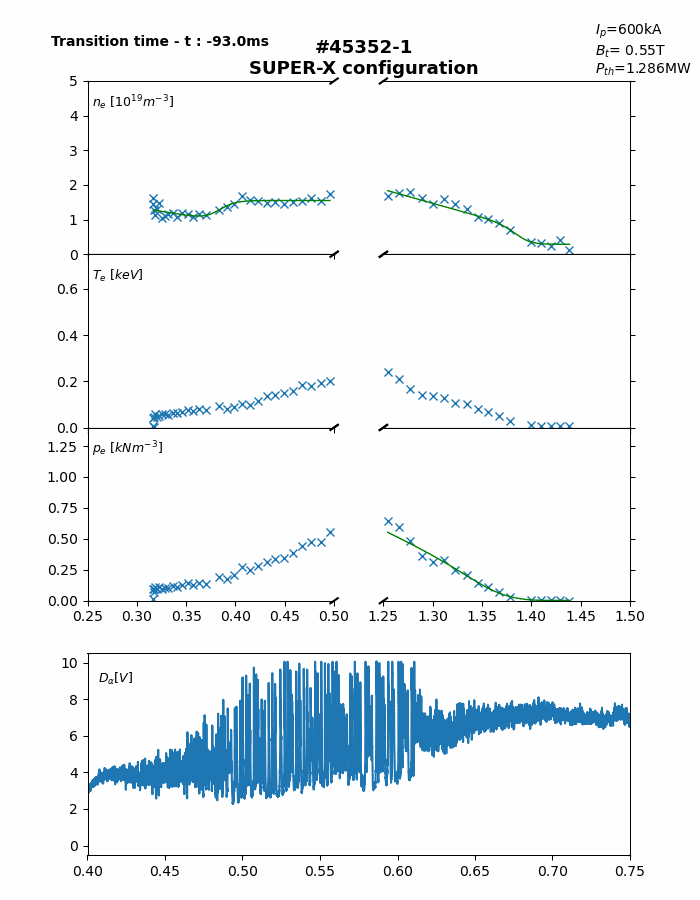 Transition time - t : -93.0ms
#45352-1
SUPER-X configuration
I_p=600kA
B_t= 0.55T
P_th=1.286MW
n_e [10^19 m^−3]
5
4
3
2
1
0
T_e [keV]
0.6
0.4
0.2
0.0
p_e [kNm^−3]
1.25
1.00
0.75
0.50
0.25
0.00
0.25 0.30 0.35 0.40 0.45 0.50 1.25 1.30 1.35 1.40 1.45 1.50
D_α[V]
10
8
6
4
2
0
0.40 0.45 0.50 0.55 0.60 0.65 0.70 0.75